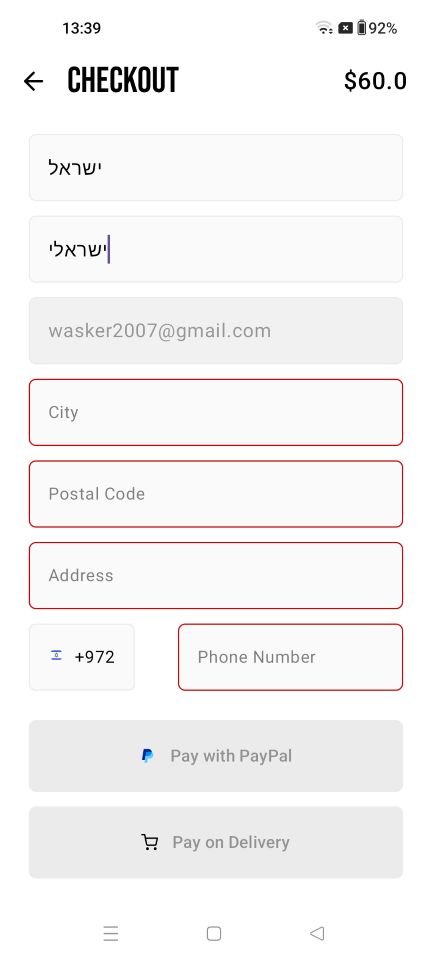 13:39
92%
CHECKOUT
$60.0
ישראל
ישראלי
wasker2007@gmail.com
City
Postal Code
Address
+972
Phone Number
Pay with PayPal
Pay on Delivery